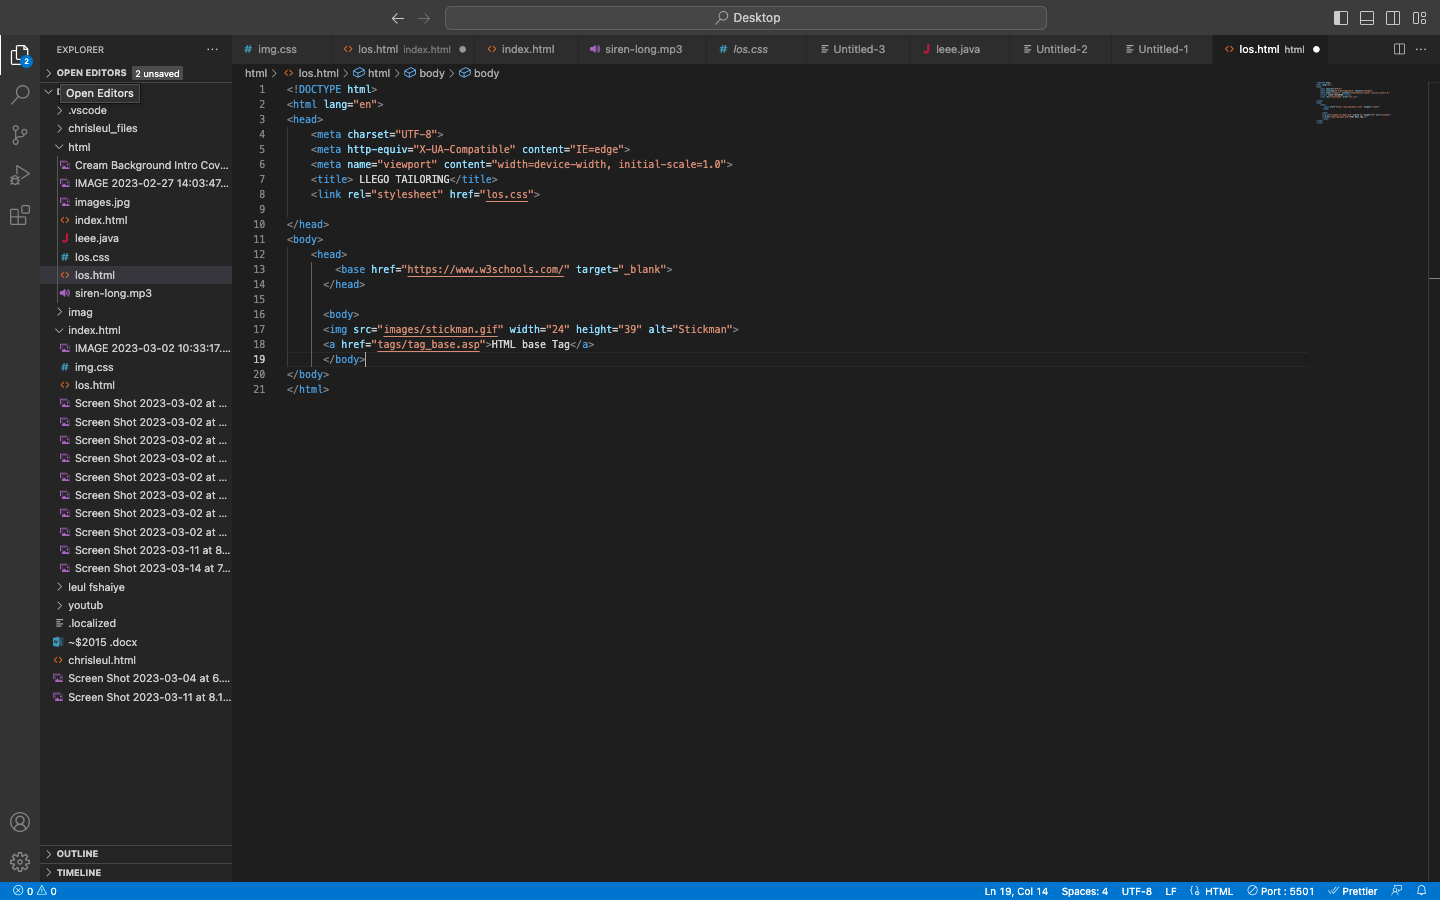 Desktop
EXPLORER
OPEN EDITORS 2 unsaved
Open Editors
.vscode
chrisleul_files
html
Cream Background Intro Cov...
IMAGE 2023-02-27 14:03:47...
images.jpg
index.html
leee.java
los.css
los.html
siren-long.mp3
imag
index.html
IMAGE 2023-03-02 10:33:17....
img.css
los.html
Screen Shot 2023-03-02 at ...
Screen Shot 2023-03-02 at ...
Screen Shot 2023-03-02 at ...
Screen Shot 2023-03-02 at ...
Screen Shot 2023-03-02 at ...
Screen Shot 2023-03-02 at ...
Screen Shot 2023-03-02 at ...
Screen Shot 2023-03-02 at ...
Screen Shot 2023-03-11 at 8...
Screen Shot 2023-03-14 at 7...
leul fshaiye
youtub
.localized
~$2015 .docx
chrisleul.html
Screen Shot 2023-03-04 at 6....
Screen Shot 2023-03-11 at 8.1...
OUTLINE
TIMELINE
img.css los.html index.html index.html siren-long.mp3 los.css Untitled-3 leee.java Untitled-2 Untitled-1 los.html html
html > los.html > html > body > body
1 <!DOCTYPE html>
2 <html lang="en">
3 <head>
4 <meta charset="UTF-8">
5 <meta http-equiv="X-UA-Compatible" content="IE=edge">
6 <meta name="viewport" content="width=device-width, initial-scale=1.0">
7 <title> LLEGO TAILORING</title>
8 <link rel="stylesheet" href="los.css">
9
10 </head>
11 <body>
12 <head>
13 <base href="https://www.w3schools.com/" target="_blank">
14 </head>
15
16 <body>
17 <img src="images/stickman.gif" width="24" height="39" alt="Stickman">
18 <a href="tags/tag_base.asp">HTML base Tag</a>
19 </body>
20 </body>
21 </html>
2
0 0 Ln 19, Col 14 Spaces: 4 UTF-8 LF HTML Port : 5501 Prettier